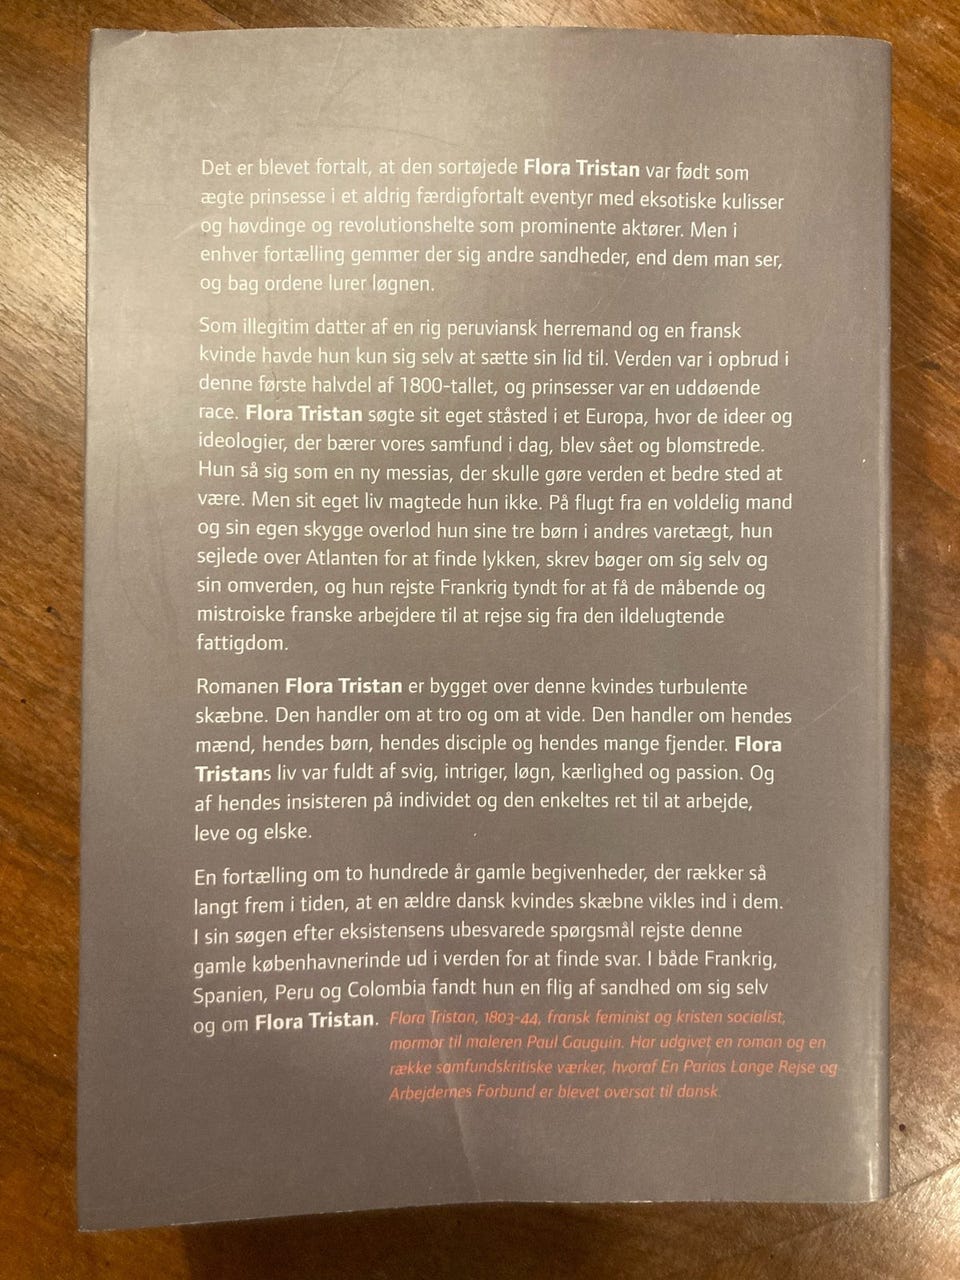 Det er blevet fortalt, at den sortøjede Flora Tristan var født som
ægte prinsesse i et aldrig færdigfortalt eventyr med eksotiske kulisser
og høvdinge og revolutionshelte som prominente aktører. Men i
enhver fortælling gemmer der sig andre sandheder, end dem man ser,
og bag ordene lurer løgnen.
Som illegitim datter af en rig peruviansk herremand og en fransk
kvinde havde hun kun sig selv at sætte sin lid til. Verden var i opbrud i
denne første halvdel af 1800-tallet, og prinsesser var en uddøende
race. Flora Tristan søgte sit eget ståsted i et Europa, hvor de ideer og
ideologier, der bærer vores samfund i dag, blev sået og blomstrede.
Hun så sig som en ny messias, der skulle gøre verden et bedre sted at
være. Men sit eget liv magtede hun ikke. På flugt fra en voldelig mand
og sin egen skygge overlod hun sine tre børn i andres varetægt, hun
sejlede over Atlanten for at finde lykken, skrev bøger om sig selv og
sin omverden, og hun rejste Frankrig tyndt for at få de måbende og
mistroiske franske arbejdere til at rejse sig fra den ildelugtende
fattigdom.
Romanen Flora Tristan er bygget over denne kvindes turbulente
skæbne. Den handler om at tro og om at vide. Den handler om hendes
mænd, hendes børn, hendes disciple og hendes mange fjender. Flora
Tristans liv var fuldt af svig, intriger, løgn, kærlighed og passion. Og
af hendes insisteren på individet og den enkeltes ret til at arbejde,
leve og elske.
En fortælling om to hundrede år gamle begivenheder, der rækker så
langt frem i tiden, at en ældre dansk kvindes skæbne vikles ind i dem.
I sin søgen efter eksistensens ubesvarede spørgsmål rejste denne
gamle københavnerinde ud i verden for at finde svar. I både Frankrig,
Spanien, Peru og Colombia fandt hun en flig af sandhed om sig selv
og om Flora Tristan.
Flora Tristan, 1803-44, fransk feminist og kristen socialist,
mormor til maleren Paul Gauguin. Har udgivet en roman og en
række samfundskritiske værker, hvoraf En Parias Lange Rejse og
Arbejdernes Forbund er blevet oversat til dansk.